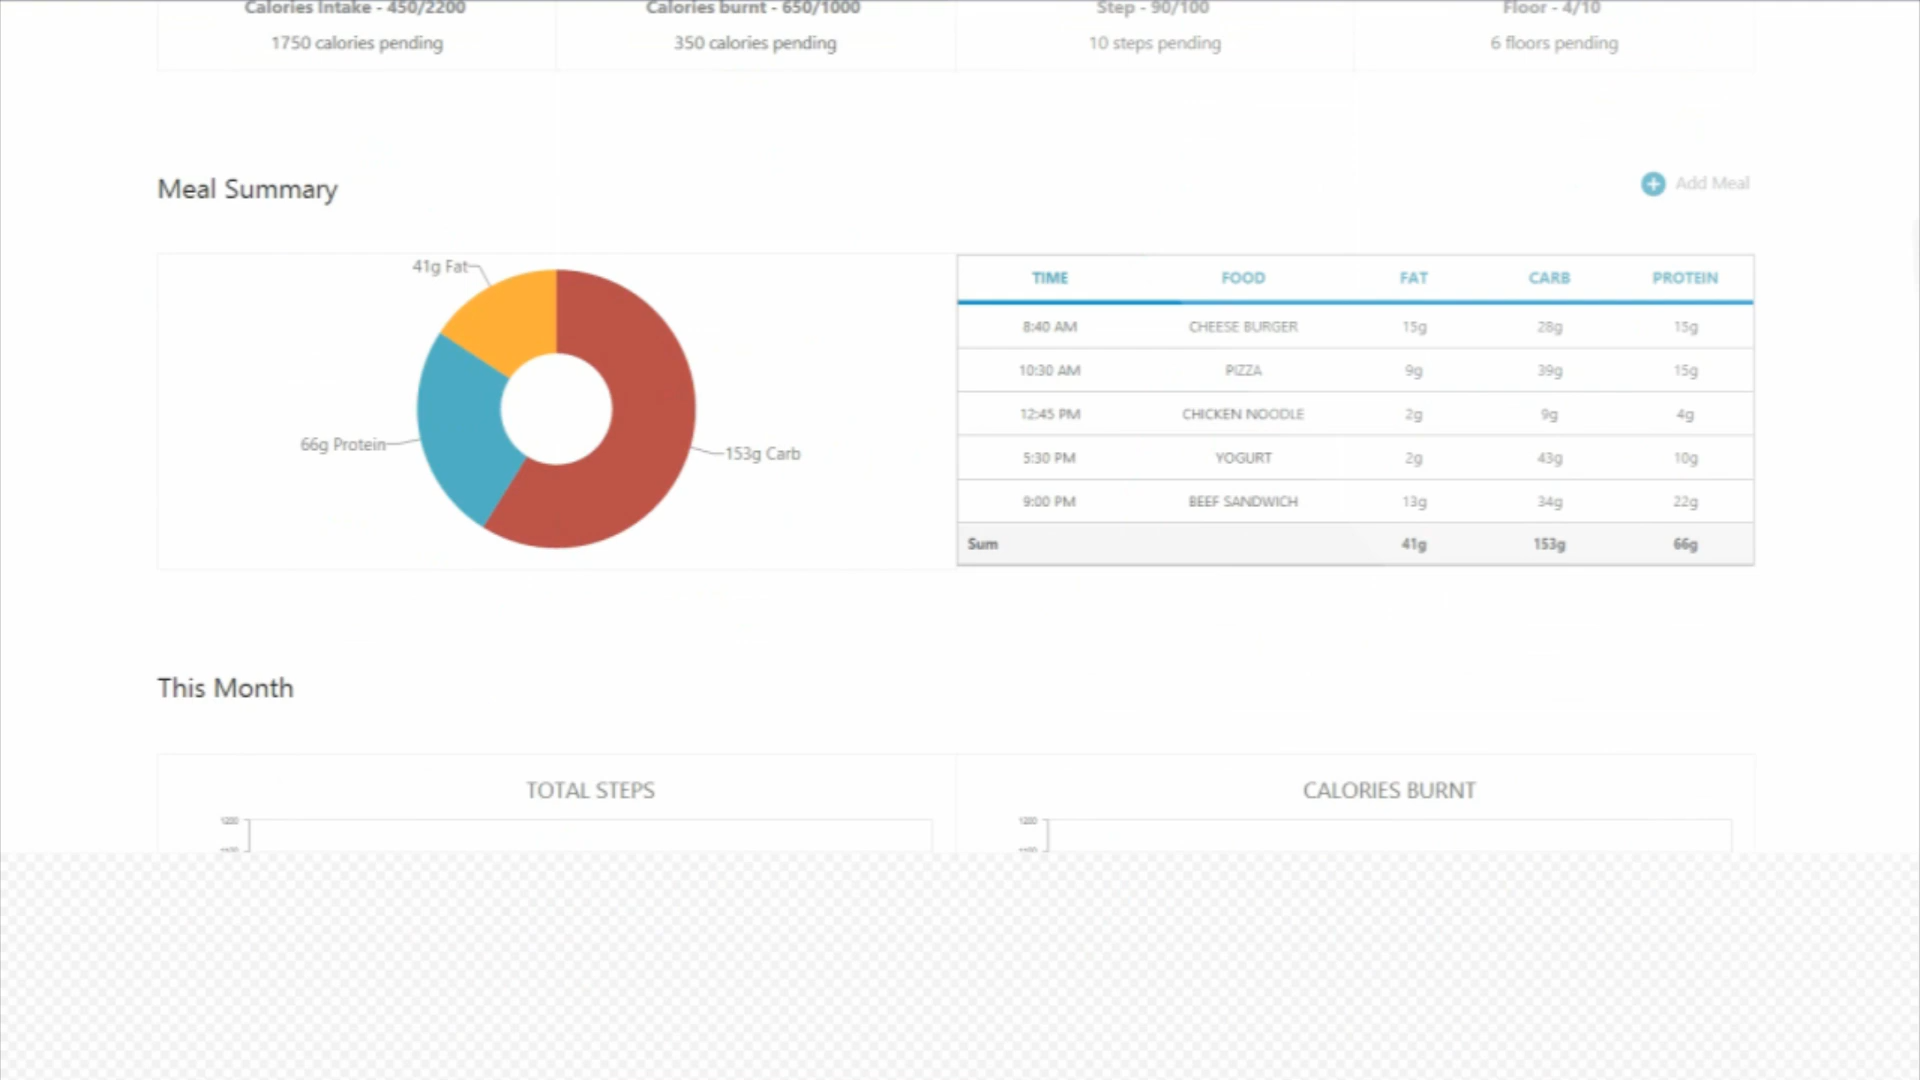 Calories Intake - 450/2200 Calories burnt - 650/1000 Step - 90/100 Floor - 4/10
1750 calories pending 350 calories pending 10 steps pending 6 floors pending
Meal Summary
Add Meal
41g Fat
66g Protein
153g Carb
TIME FOOD FAT CARB PROTEIN
8:40 AM CHEESE BURGER 15g 28g 15g
10:30 AM PIZZA 9g 39g 15g
12:45 PM CHICKEN NOODLE 2g 9g 4g
5:30 PM YOGURT 2g 43g 10g
9:00 PM BEEF SANDWICH 13g 34g 22g
Sum 41g 153g 66g
This Month
TOTAL STEPS CALORIES BURNT
1200 1200